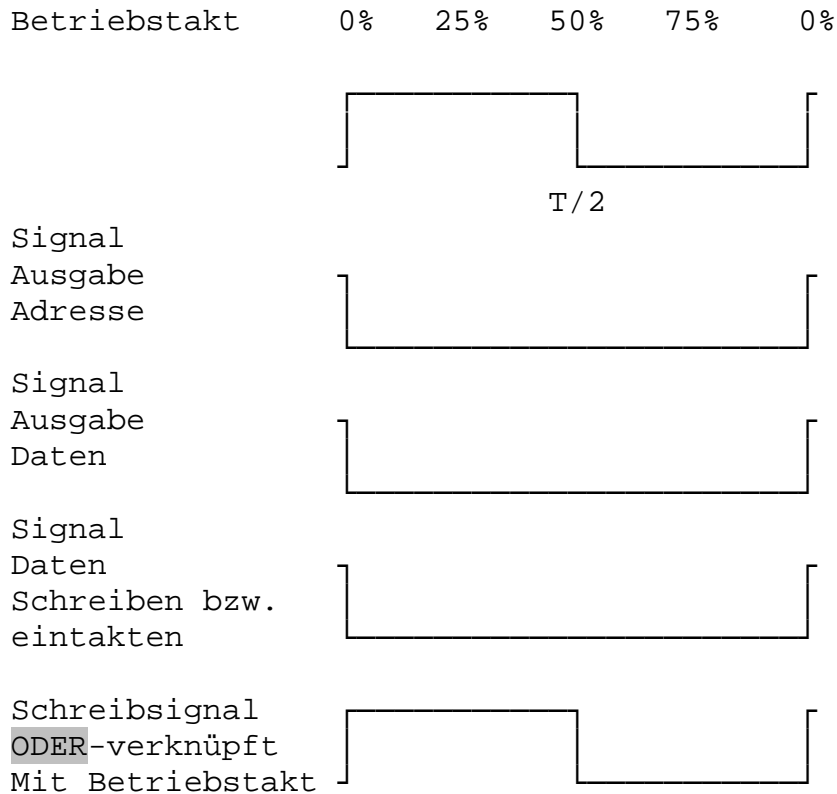 Betriebstakt 0% 25% 50% 75% 0%
T/2
Signal
Ausgabe
Adresse
Signal
Ausgabe
Daten
Signal
Daten
Schreiben bzw.
eintakten
Schreibsignal
ODER-verknüpft
Mit Betriebstakt